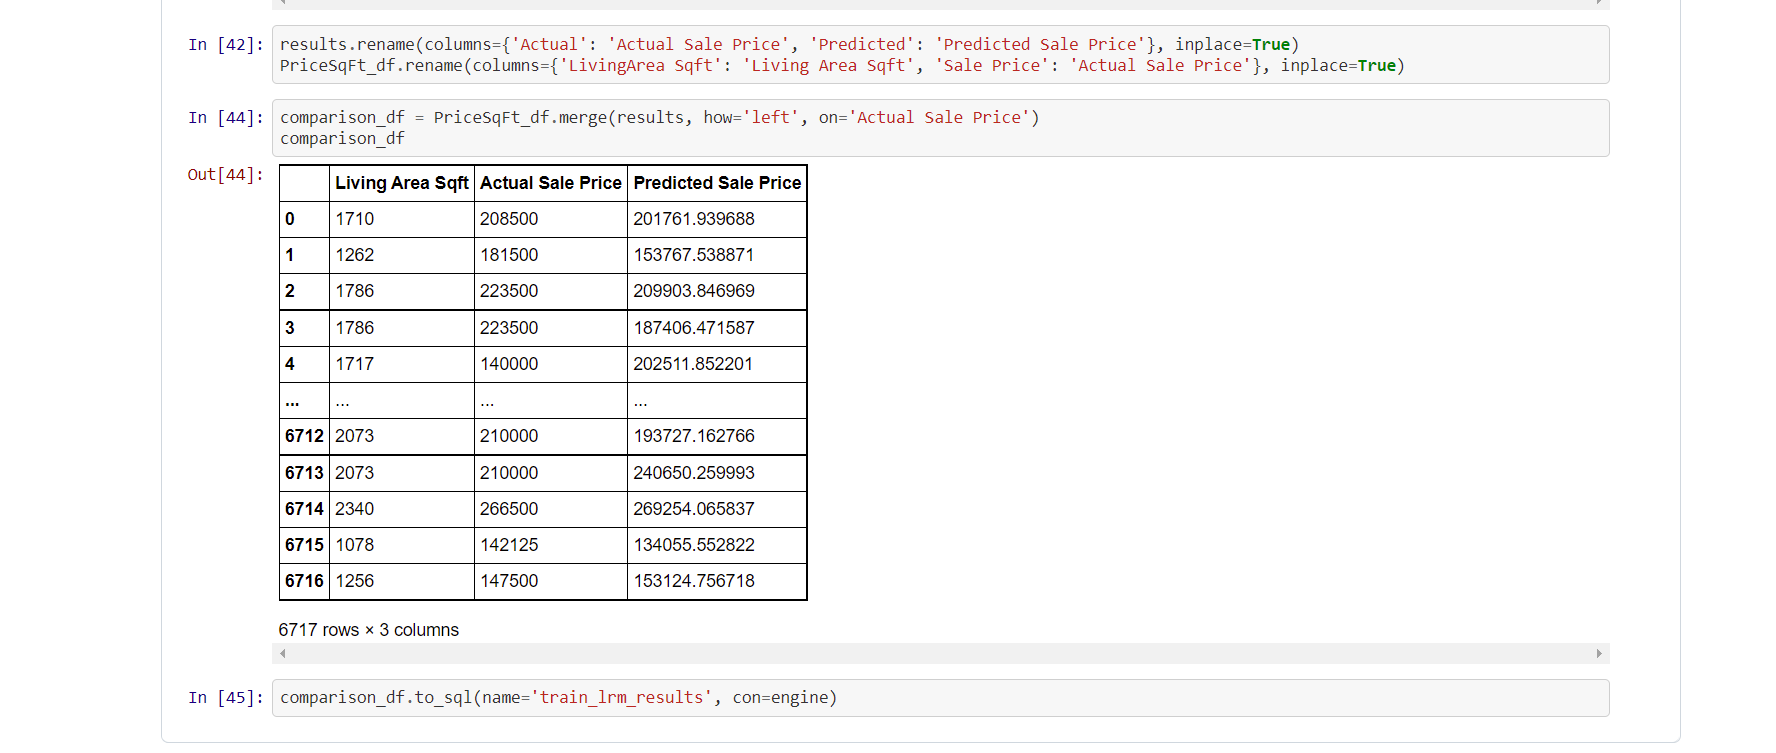 In [42]: results.rename(columns={'Actual': 'Actual Sale Price', 'Predicted': 'Predicted Sale Price'}, inplace=True)
PriceSqFt_df.rename(columns={'LivingArea Sqft': 'Living Area Sqft', 'Sale Price': 'Actual Sale Price'}, inplace=True)
In [44]: comparison_df = PriceSqFt_df.merge(results, how='left', on='Actual Sale Price')
comparison_df
Out[44]:
Living Area Sqft Actual Sale Price Predicted Sale Price
0 1710 208500 201761.939688
1 1262 181500 153767.538871
2 1786 223500 209903.846969
3 1786 223500 187406.471587
4 1717 140000 202511.852201
... ... ... ...
6712 2073 210000 193727.162766
6713 2073 210000 240650.259993
6714 2340 266500 269254.065837
6715 1078 142125 134055.552822
6716 1256 147500 153124.756718
6717 rows × 3 columns
In [45]: comparison_df.to_sql(name='train_lrm_results', con=engine)